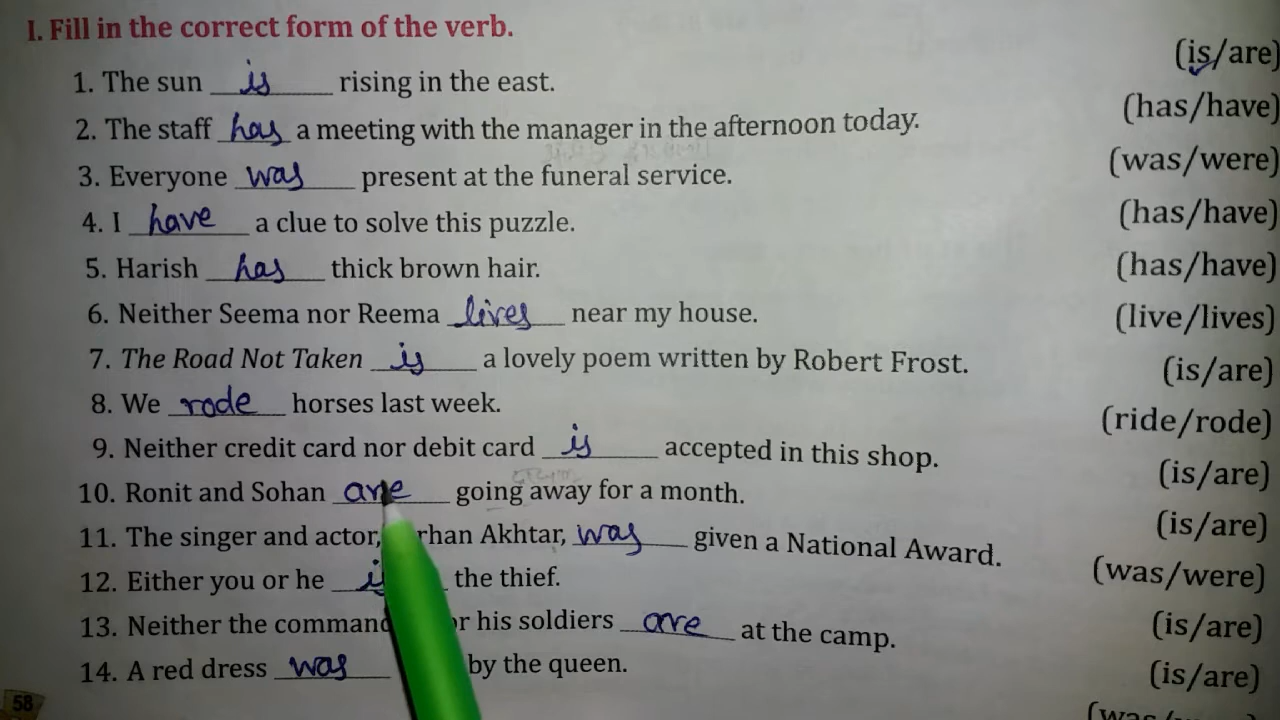 I. Fill in the correct form of the verb.
1. The sun is rising in the east. (is/are)
2. The staff has a meeting with the manager in the afternoon today. (has/have)
3. Everyone was present at the funeral service. (was/were)
4. I have a clue to solve this puzzle. (has/have)
5. Harish has thick brown hair. (has/have)
6. Neither Seema nor Reema lives near my house. (live/lives)
7. The Road Not Taken is a lovely poem written by Robert Frost. (is/are)
8. We rode horses last week. (ride/rode)
9. Neither credit card nor debit card is accepted in this shop. (is/are)
10. Ronit and Sohan are going away for a month. (is/are)
11. The singer and actor, rhan Akhtar, was given a National Award. (was/were)
12. Either you or he the thief. (is/are)
13. Neither the command r his soldiers are at the camp. (is/are)
14. A red dress was by the queen.
58